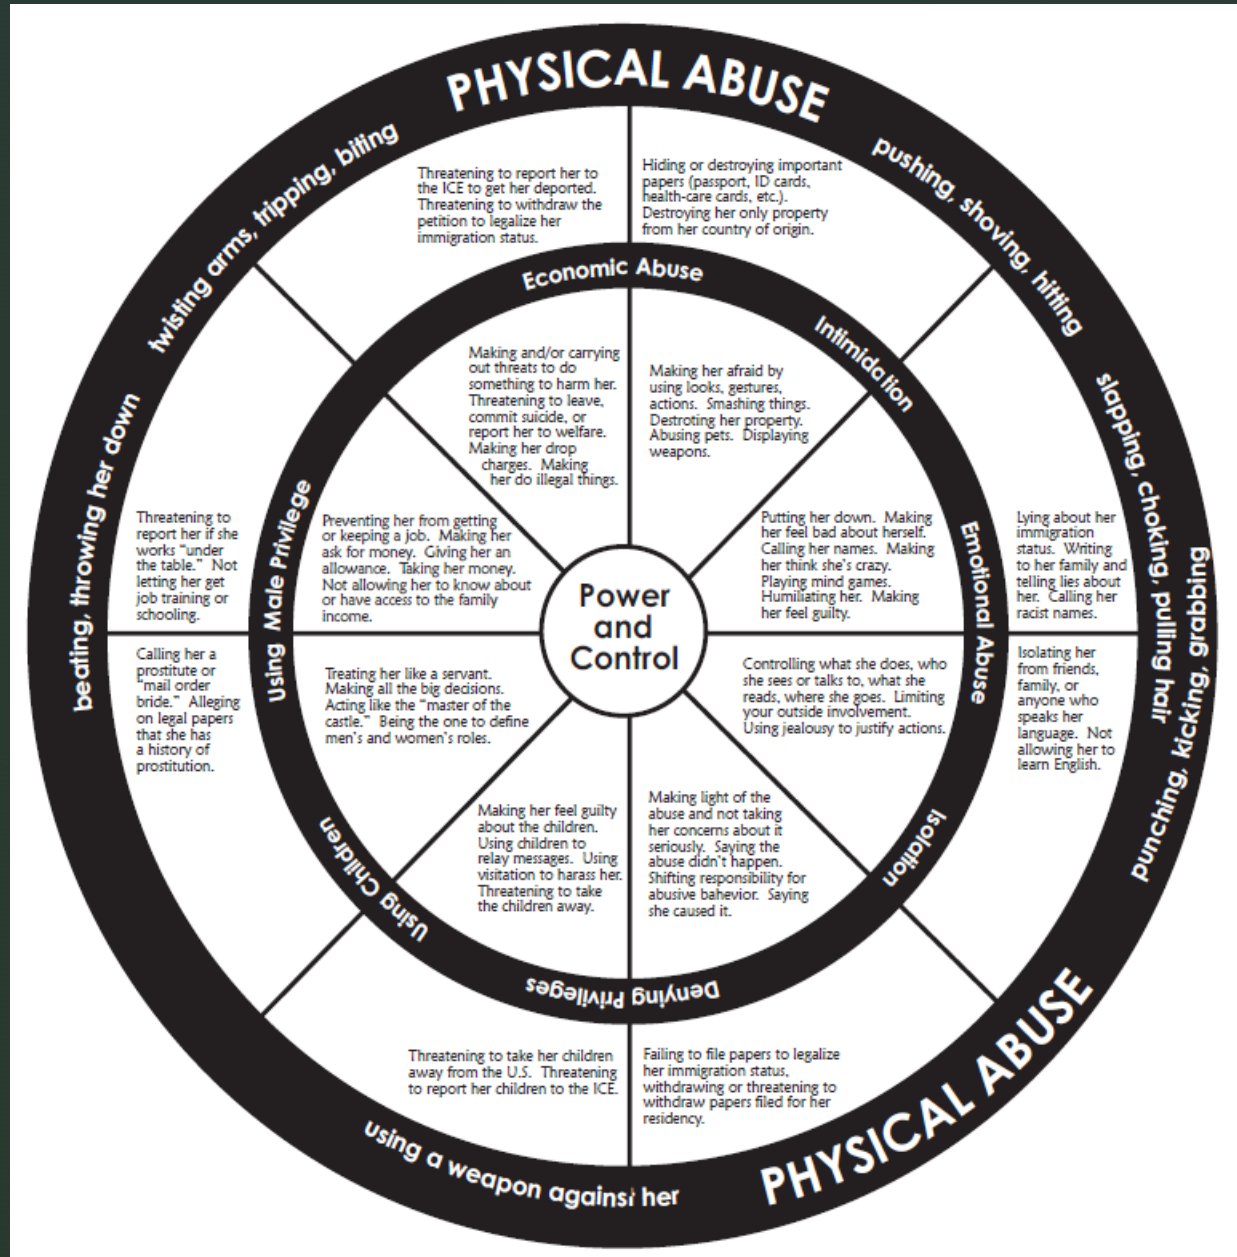 PHYSICAL ABUSE
twisting arms, tripping, biting
pushing, shoving, hitting
slapping, choking, pulling hair
punching, kicking, grabbing
beating, throwing her down
using a weapon against her
PHYSICAL ABUSE
Threatening to report her to
the ICE to get her deported.
Threatening to withdraw the
petition to legalize her
immigration status.
Hiding or destroying important
papers (passport, ID cards,
health-care cards, etc.).
Destroying her only property
from her country of origin.
Economic Abuse
Intimidation
Emotional Abuse
Isolation
Denying Privileges
Using Children
Using Male Privilege
Making and/or carrying
out threats to do
something to harm her.
Threatening to leave,
commit suicide, or
report her to welfare.
Making her drop
charges. Making
her do illegal things.
Making her afraid by
using looks, gestures,
actions. Smashing things.
Destroting her property.
Abusing pets. Displaying
weapons.
Threatening to
report her if she
works “under
the table.” Not
letting her get
job training or
schooling.
Preventing her from getting
or keeping a job. Making her
ask for money. Giving her an
allowance. Taking her money.
Not allowing her to know about
or have access to the family
income.
Putting her down. Making
her feel bad about herself.
Calling her names. Making
her think she's crazy.
Playing mind games.
Humiliating her. Making
her feel guilty.
Lying about her
immigration
status. Writing
to her family and
telling lies about
her. Calling her
racist names.
Power
and
Control
Calling her a
prostitute or
“mail order
bride.” Alleging
on legal papers
that she has
a history of
prostitution.
Treating her like a servant.
Making all the big decisions.
Acting like the “master of the
castle.” Being the one to define
men's and women's roles.
Controlling what she does, who
she sees or talks to, what she
reads, where she goes. Limiting
your outside involvement.
Using jealousy to justify actions.
Isolating her
from friends,
family, or
anyone who
speaks her
language. Not
allowing her to
learn English.
Making her feel guilty
about the children.
Using children to
relay messages. Using
visitation to harass her.
Threatening to take
the children away.
Making light of the
abuse and not taking
her concerns about it
seriously. Saying the
abuse didn't happen.
Shifting responsibility for
abusive bahevior. Saying
she caused it.
Threatening to take her children
away from the U.S. Threatening
to report her children to the ICE.
Failing to file papers to legalize
her immigration status,
withdrawing or threatening to
withdraw papers filed for her
residency.